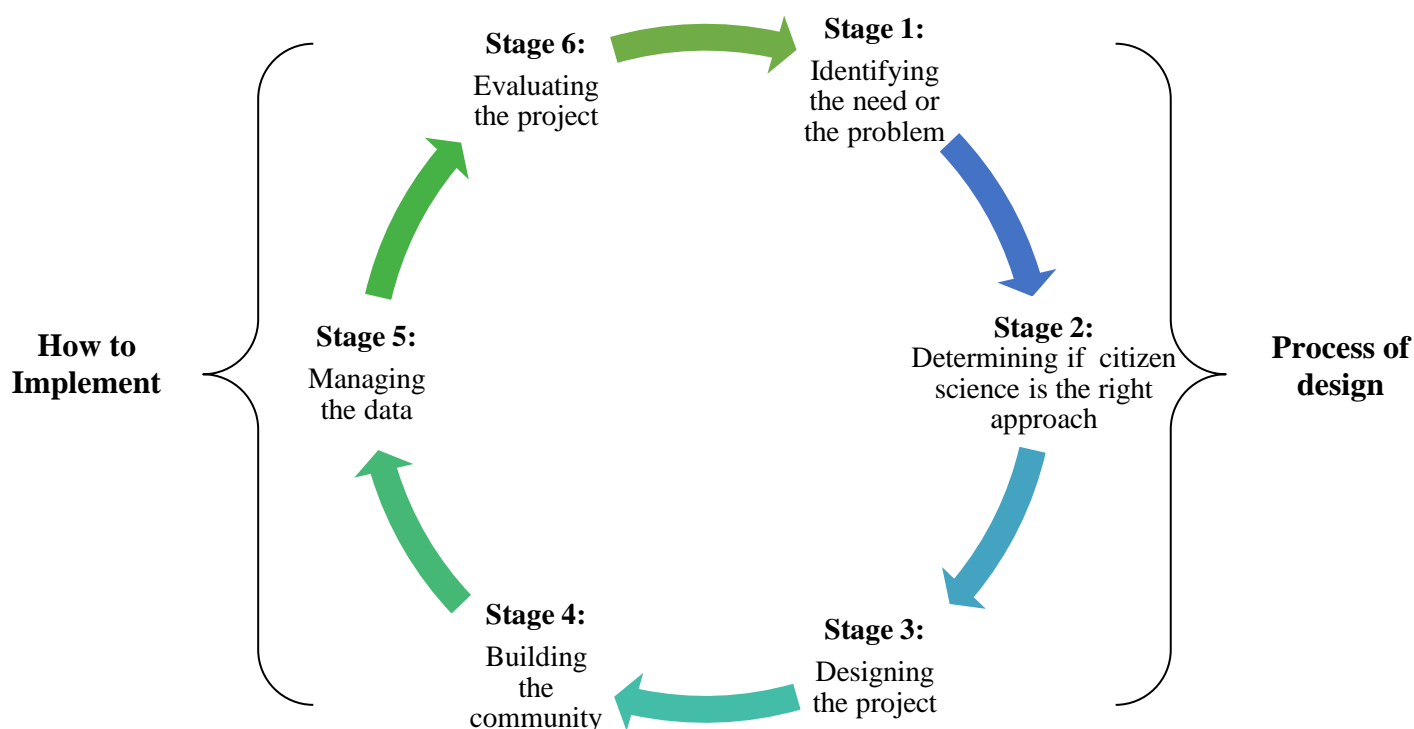 Stage 1:
Identifying
the need or
the problem
Stage 2:
Determining if  citizen
science is the right
approach
Stage 3:
Designing
the project
Stage 4:
Building
the
community
Stage 5:
Managing
the data
Stage 6:
Evaluating
the project
How to
Implement
Process of
design